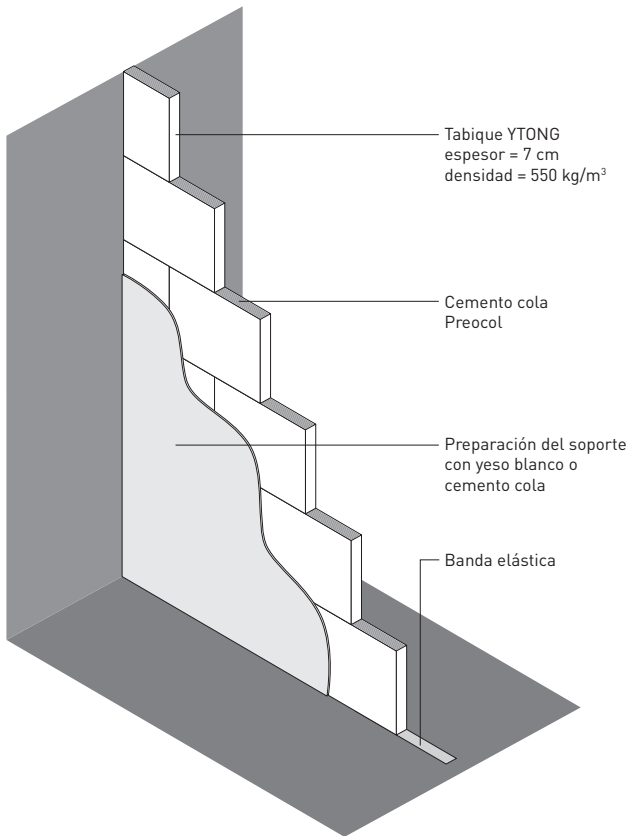 Tabique YTONG
espesor = 7 cm
densidad = 550 kg/m³
Cemento cola
Preocol
Preparación del soporte
con yeso blanco o
cemento cola
Banda elástica